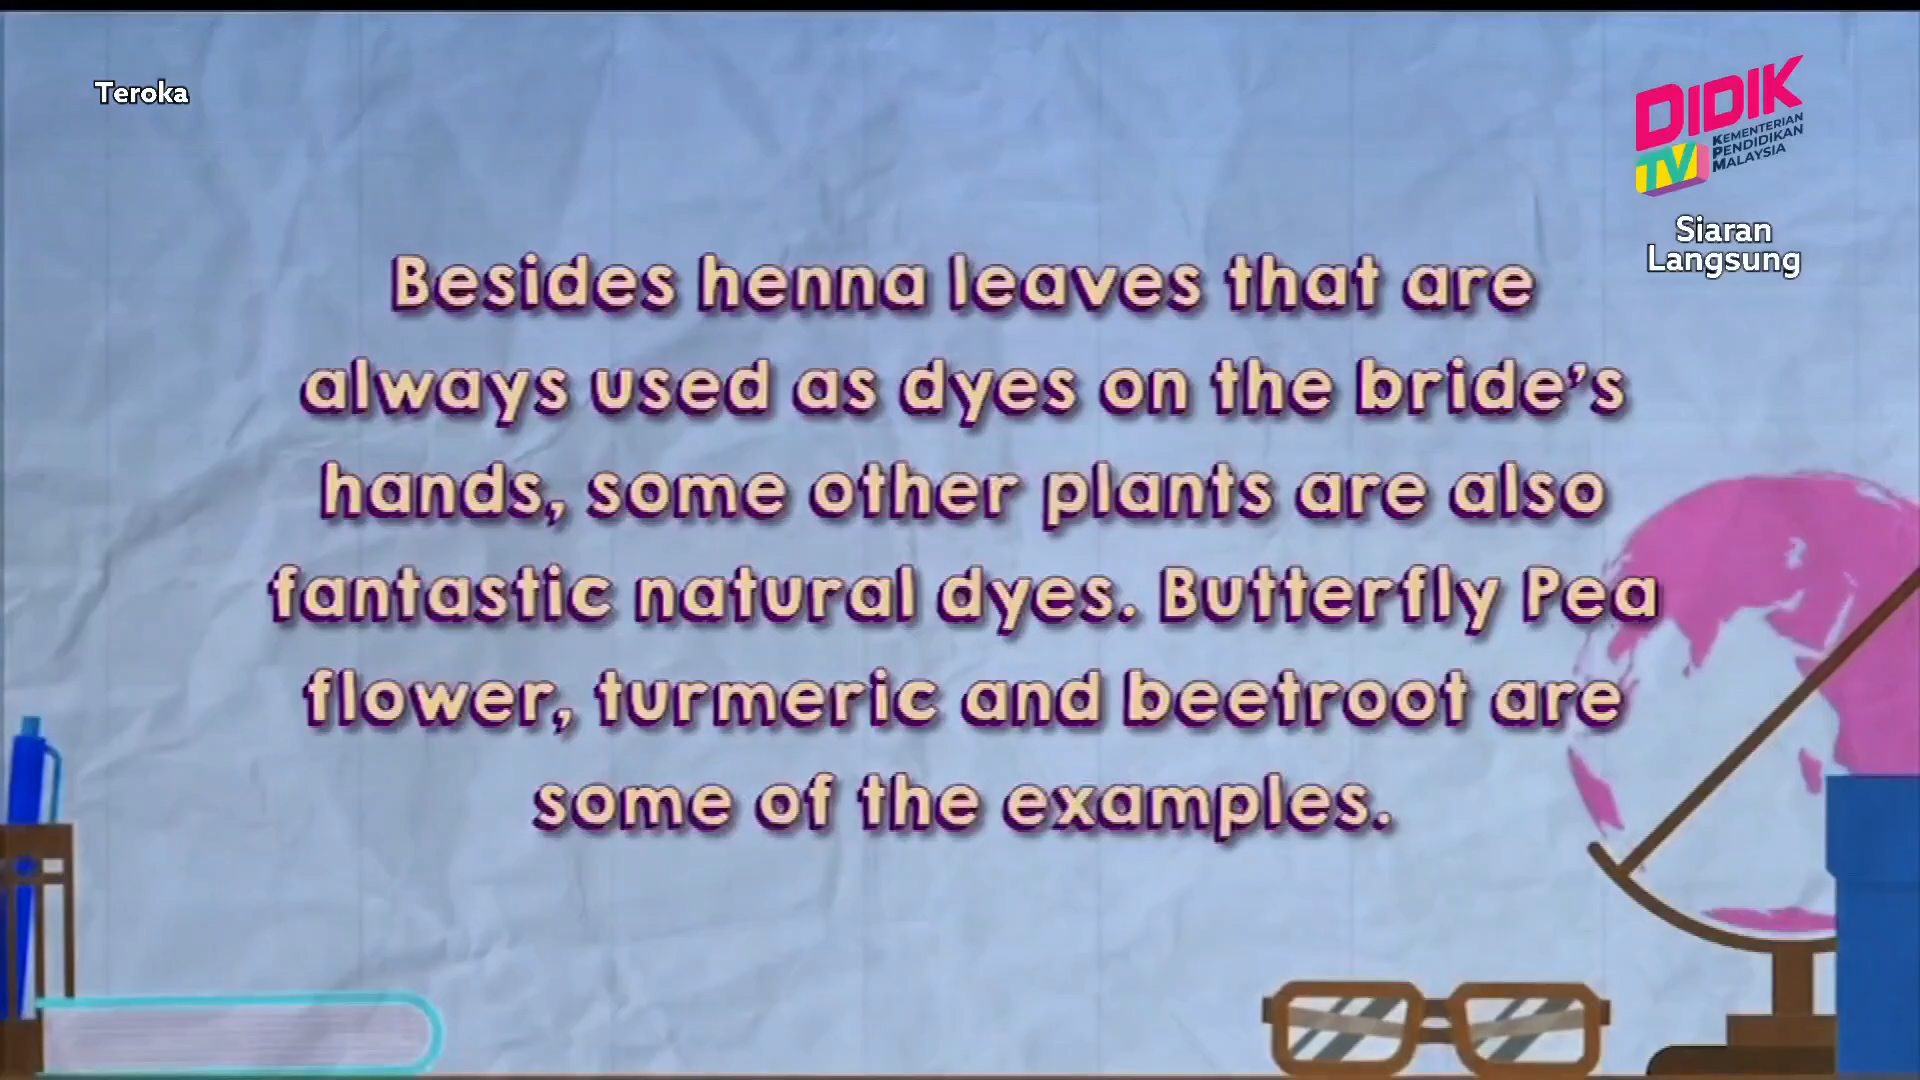 Teroka
DIDIK
TV
KEMENTERIAN
PENDIDIKAN
MALAYSIA
Siaran
Langsung
Besides henna leaves that are
always used as dyes on the bride's
hands, some other plants are also
fantastic natural dyes. Butterfly Pea
flower, turmeric and beetroot are
some of the examples.